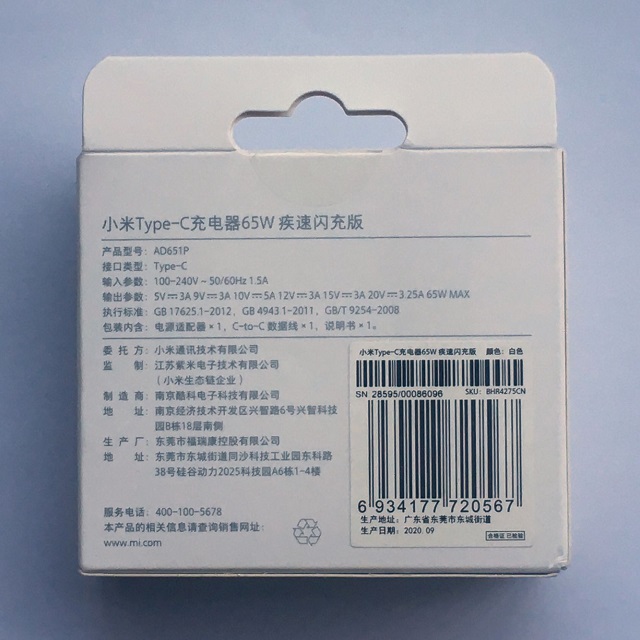 小米Type-C充电器65W 疾速闪充版
产品型号: AD651P
接口类型: Type-C
输入参数: 100-240V ~ 50/60Hz 1.5A
输出参数: 5V⎓3A 9V⎓3A 10V⎓5A 12V⎓3A 15V⎓3A 20V⎓3.25A 65W MAX
执行标准: GB 17625.1-2012, GB 4943.1-2011, GB/T 9254-2008
包装内含: 电源适配器×1, C-to-C 数据线×1, 说明书×1。
委托方: 小米通讯技术有限公司
监制: 江苏紫米电子技术有限公司
(小米生态链企业)
制造商: 南京酷科电子科技有限公司
地址: 南京经济技术开发区兴智路6号兴智科技
园B栋18层南侧
生产厂: 东莞市福瑞康控股有限公司
地址: 东莞市东城街道同沙科技工业园东科路
38号硅谷动力2025科技园A6栋1-4楼
服务电话: 400-100-5678
本产品的相关信息请查询销售网址:
www.mi.com
小米Type-C充电器65W 疾速闪充版 颜色: 白色
SN 28595/00086096 SKU: BHR4275CN
6 934177 720567
生产地址: 广东省东莞市东城街道
生产日期: 2020.09
合格证 已检验